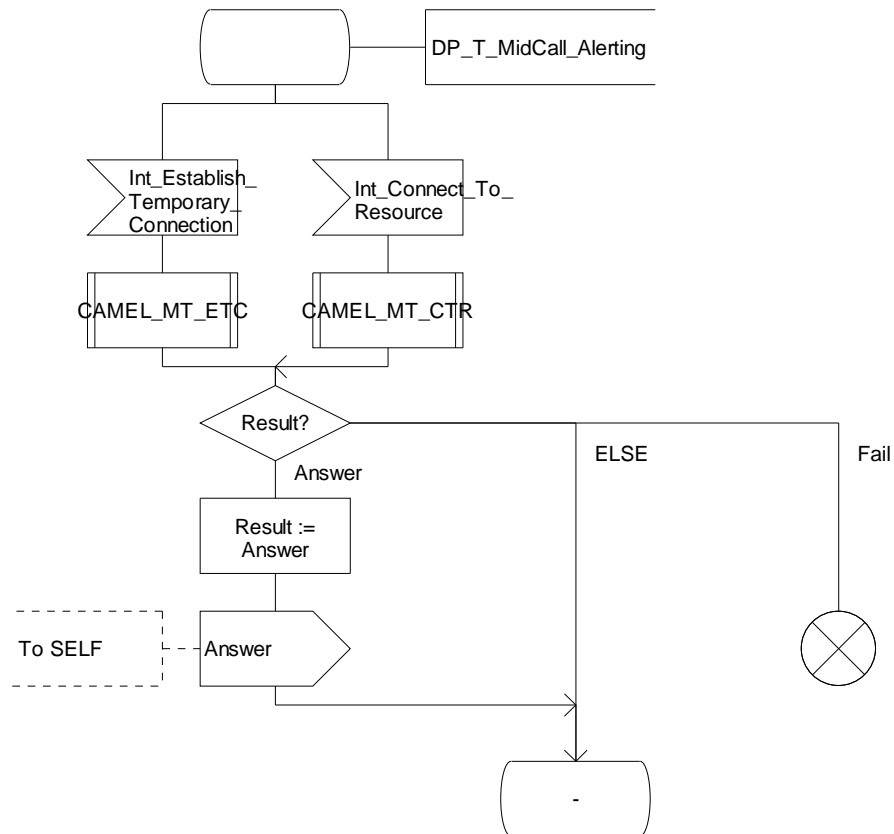 DP_T_MidCall_Alerting
Int_Establish_
Temporary_
Connection
Int_Connect_To_
Resource
CAMEL_MT_ETC
CAMEL_MT_CTR
Result?
ELSE
Fail
Answer
Result :=
Answer
To SELF
Answer
-